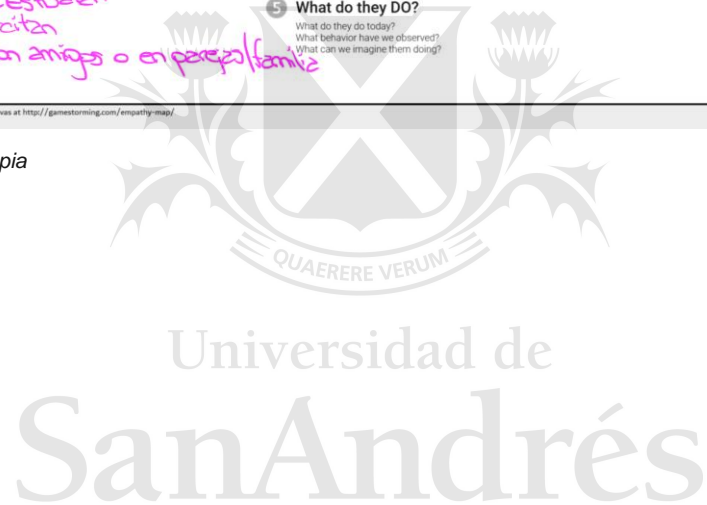 5 What do they DO?
What do they do today?
What behavior have we observed?
What can we imagine them doing?
amigos o en pareja/familia
vas at http://gamestorming.com/empathy-map/
pia
QUAERERE VERUM
Universidad de
SanAndrés